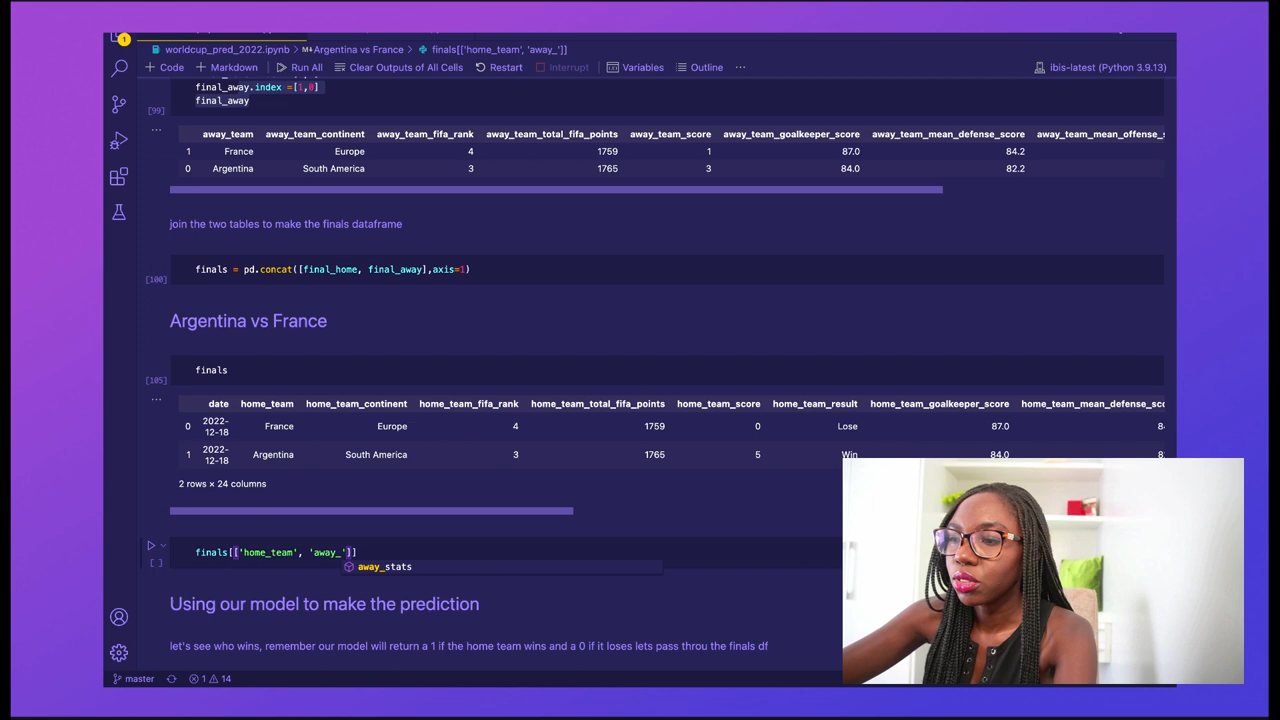 1
worldcup_pred_2022.ipynb > M↓Argentina vs France > finals[['home_team', 'away_']]
+ Code + Markdown Run All Clear Outputs of All Cells Restart Interrupt Variables Outline ··· ibis-latest (Python 3.9.13)
final_away.index =[1,0]
final_away
[99]
...
away_team away_team_continent away_team_fifa_rank away_team_total_fifa_points away_team_score away_team_goalkeeper_score away_team_mean_defense_score away_team_mean_offense_s
1 France Europe 4 1759 1 87.0 84.2
0 Argentina South America 3 1765 3 84.0 82.2
join the two tables to make the finals dataframe
finals = pd.concat([final_home, final_away],axis=1)
[100]
Argentina vs France
finals
[105]
...
date home_team home_team_continent home_team_fifa_rank home_team_total_fifa_points home_team_score home_team_result home_team_goalkeeper_score home_team_mean_defense_sco
0 2022-12-18 France Europe 4 1759 0 Lose 87.0 8
1 2022-12-18 Argentina South America 3 1765 5 Win 84.0 8
2 rows × 24 columns
finals[['home_team', 'away_']]
[ ]
away_stats
Using our model to make the prediction
let's see who wins, remember our model will return a 1 if the home team wins and a 0 if it loses lets pass throu the finals df
master 1 14